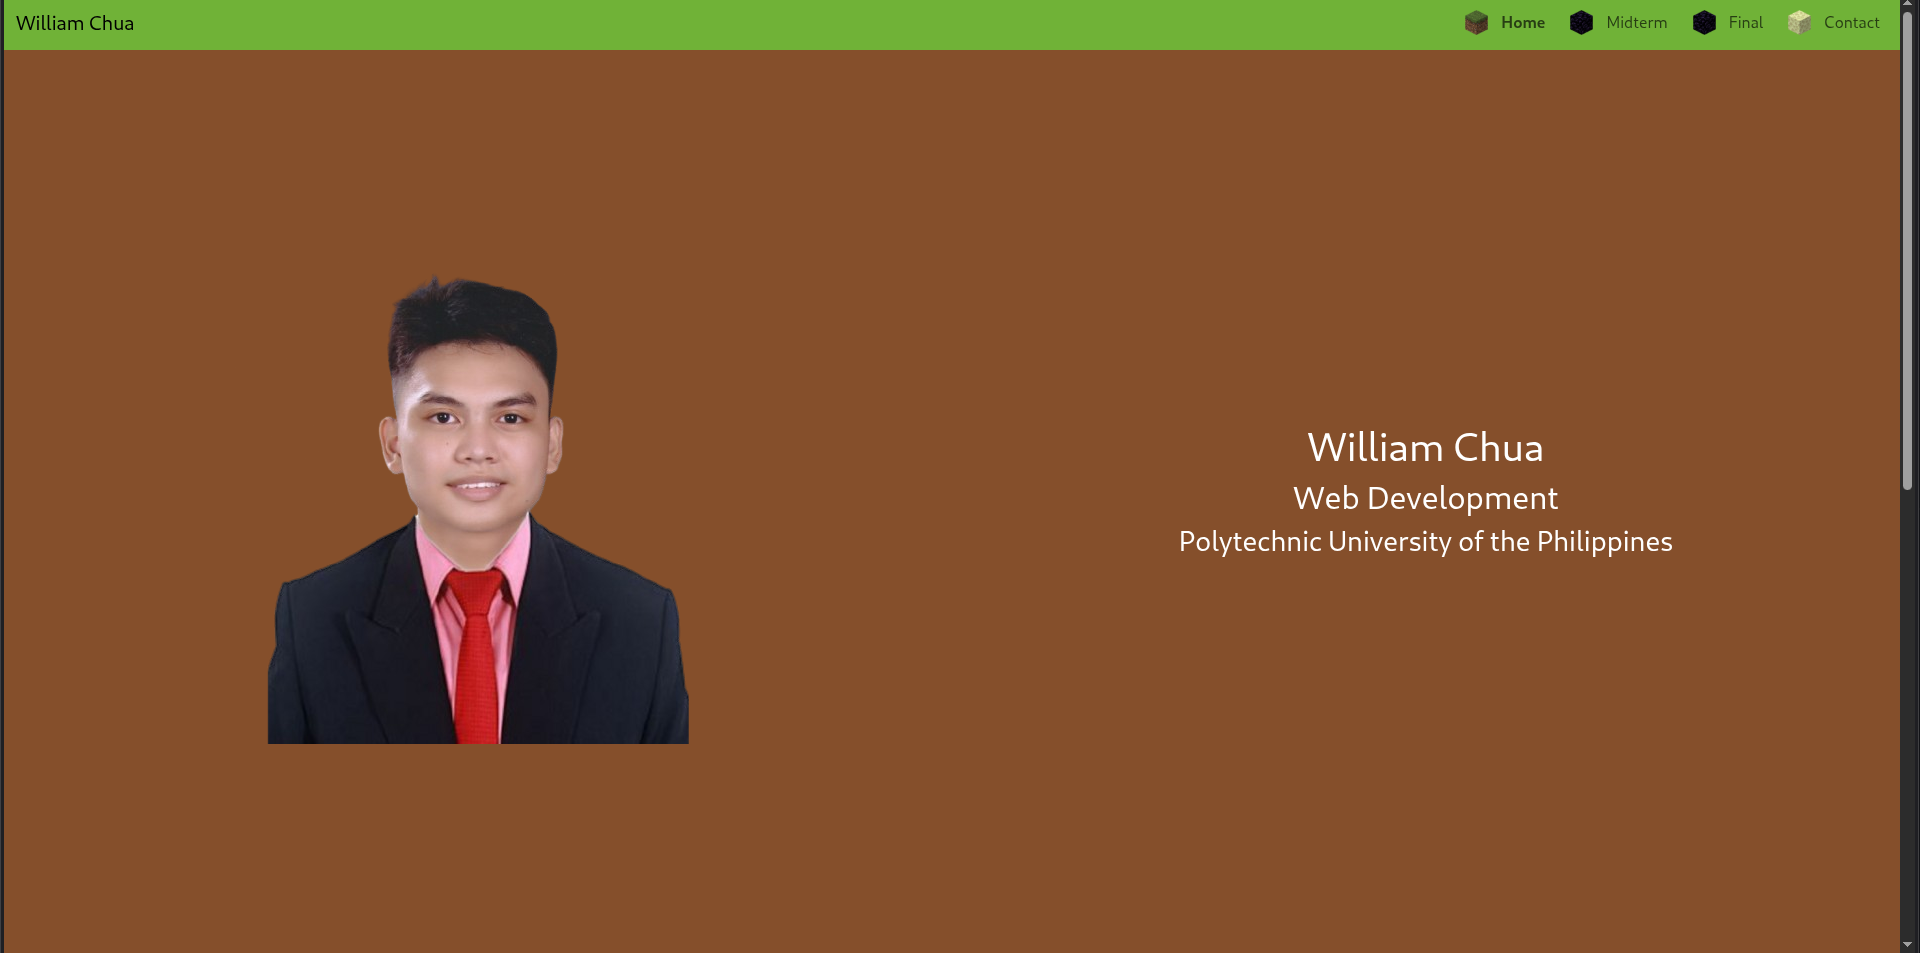 William Chua
Home Midterm Final Contact
William Chua
Web Development
Polytechnic University of the Philippines